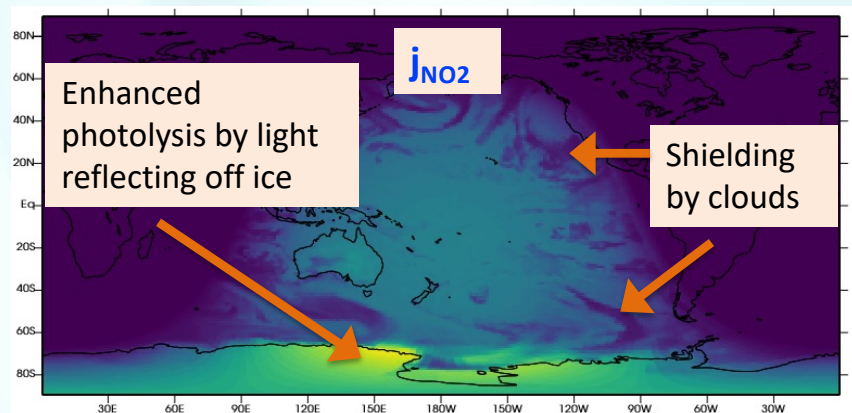 80N
60N
40N
20N
Eq
20S
40S
60S
80S
jNO2
Enhanced
photolysis by light
reflecting off ice
Shielding
by clouds
30E 60E 90E 120E 150E 180W 150W 120W 90W 60W 30W